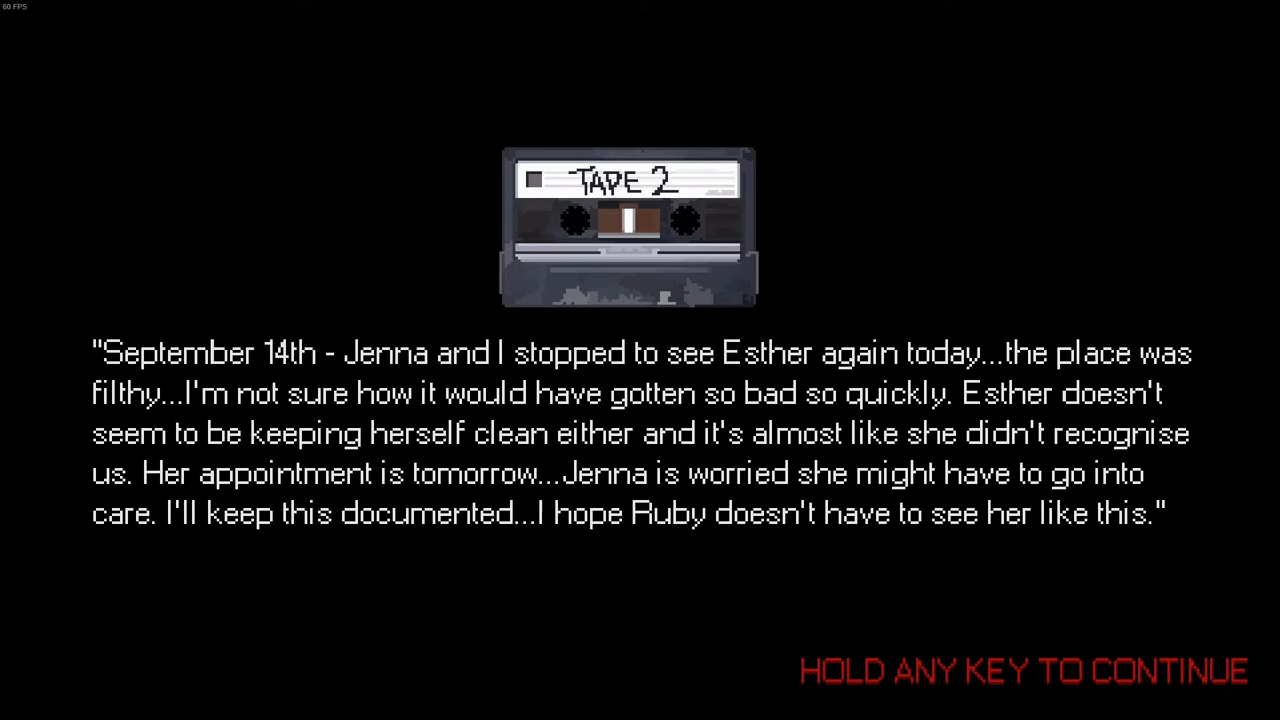 60 FPS
TAPE 2
"September 14th - Jenna and I stopped to see Esther again today...the place was
filthy...I'm not sure how it would have gotten so bad so quickly. Esther doesn't
seem to be keeping herself clean either and it's almost like she didn't recognise
us. Her appointment is tomorrow...Jenna is worried she might have to go into
care. I'll keep this documented...I hope Ruby doesn't have to see her like this."
HOLD ANY KEY TO CONTINUE